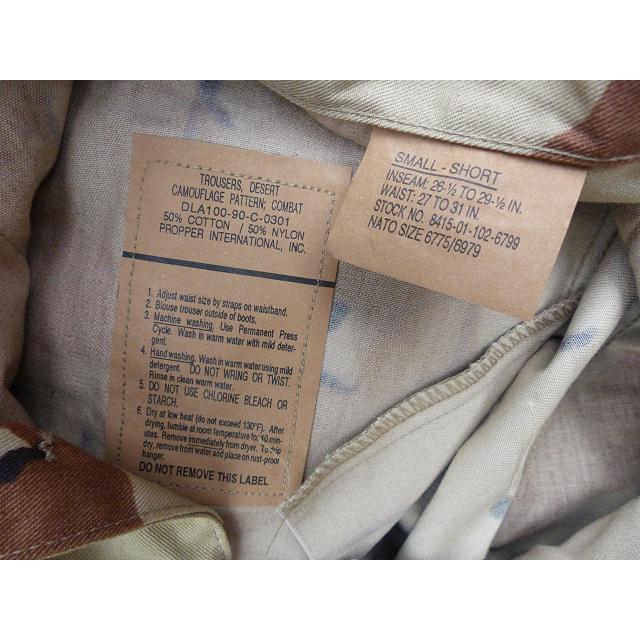 TROUSERS, DESERT
CAMOUFLAGE PATTERN; COMBAT
DLA100-90-C-0301
50% COTTON / 50% NYLON
PROPPER INTERNATIONAL, INC.
1. Adjust waist size by straps on waistband.
2. Blouse trouser outside of boots.
3. Machine washing. Use Permanent Press
Cycle. Wash in warm water with mild deter-
gent.
4. Hand washing. Wash in warm water using mild
detergent. DO NOT WRING OR TWIST.
Rinse in clean warm water.
5. DO NOT USE CHLORINE BLEACH OR
STARCH.
6. Dry at low heat (do not exceed 130°F). After
drying, tumble at room temperature for 10 min-
utes. Remove immediately from dryer. To drip
dry, remove from water and place on rust-proof
hanger.
DO NOT REMOVE THIS LABEL
SMALL - SHORT
INSEAM: 26-½ TO 29-½ IN.
WAIST: 27 TO 31 IN.
STOCK NO. 8415-01-102-6799
NATO SIZE 6775/6979